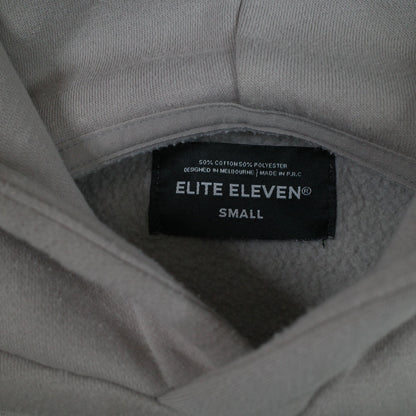 50% COTTON 50% POLYESTER
DESIGNED IN MELBOURNE / MADE IN P.R.C
ELITE ELEVEN®
SMALL